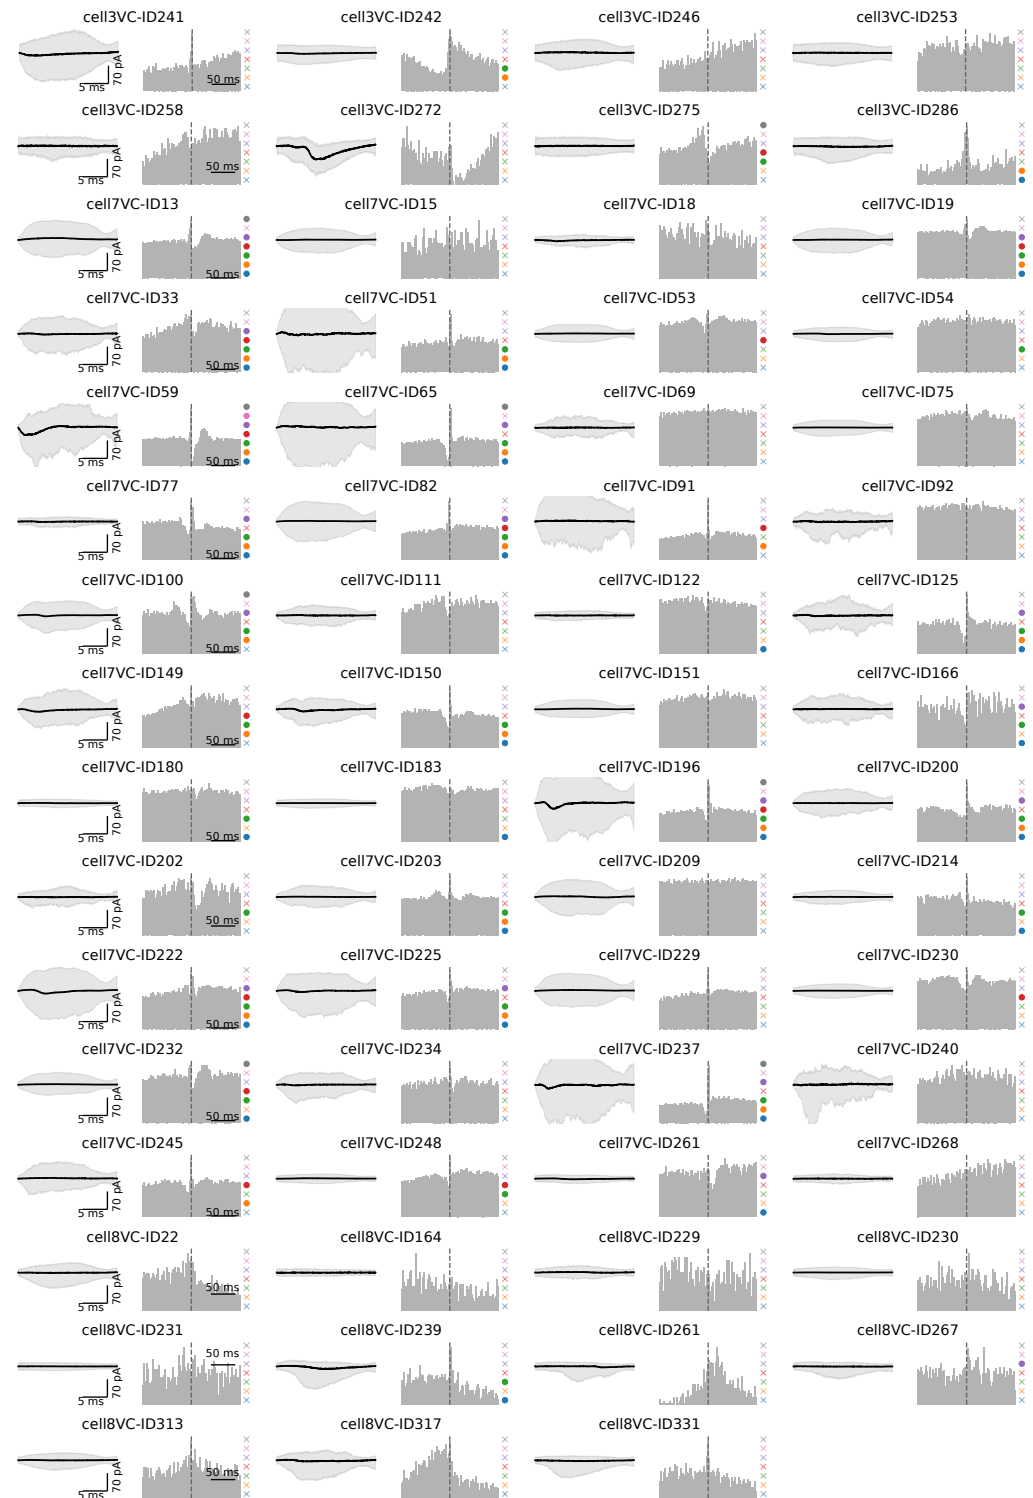 cell3VC-ID241 cell3VC-ID242 cell3VC-ID246 cell3VC-ID253
5 ms 70 pA 50 ms
cell3VC-ID258 cell3VC-ID272 cell3VC-ID275 cell3VC-ID286
5 ms 70 pA 50 ms
cell7VC-ID13 cell7VC-ID15 cell7VC-ID18 cell7VC-ID19
5 ms 70 pA 50 ms
cell7VC-ID33 cell7VC-ID51 cell7VC-ID53 cell7VC-ID54
5 ms 70 pA 50 ms
cell7VC-ID59 cell7VC-ID65 cell7VC-ID69 cell7VC-ID75
5 ms 70 pA 50 ms
cell7VC-ID77 cell7VC-ID82 cell7VC-ID91 cell7VC-ID92
5 ms 70 pA 50 ms
cell7VC-ID100 cell7VC-ID111 cell7VC-ID122 cell7VC-ID125
5 ms 70 pA 50 ms
cell7VC-ID149 cell7VC-ID150 cell7VC-ID151 cell7VC-ID166
5 ms 70 pA 50 ms
cell7VC-ID180 cell7VC-ID183 cell7VC-ID196 cell7VC-ID200
5 ms 70 pA 50 ms
cell7VC-ID202 cell7VC-ID203 cell7VC-ID209 cell7VC-ID214
5 ms 70 pA 50 ms
cell7VC-ID222 cell7VC-ID225 cell7VC-ID229 cell7VC-ID230
5 ms 70 pA 50 ms
cell7VC-ID232 cell7VC-ID234 cell7VC-ID237 cell7VC-ID240
5 ms 70 pA 50 ms
cell7VC-ID245 cell7VC-ID248 cell7VC-ID261 cell7VC-ID268
5 ms 70 pA 50 ms
cell8VC-ID22 cell8VC-ID164 cell8VC-ID229 cell8VC-ID230
5 ms 70 pA 50 ms
cell8VC-ID231 cell8VC-ID239 cell8VC-ID261 cell8VC-ID267
5 ms 70 pA 50 ms
cell8VC-ID313 cell8VC-ID317 cell8VC-ID331
5 ms 70 pA 50 ms